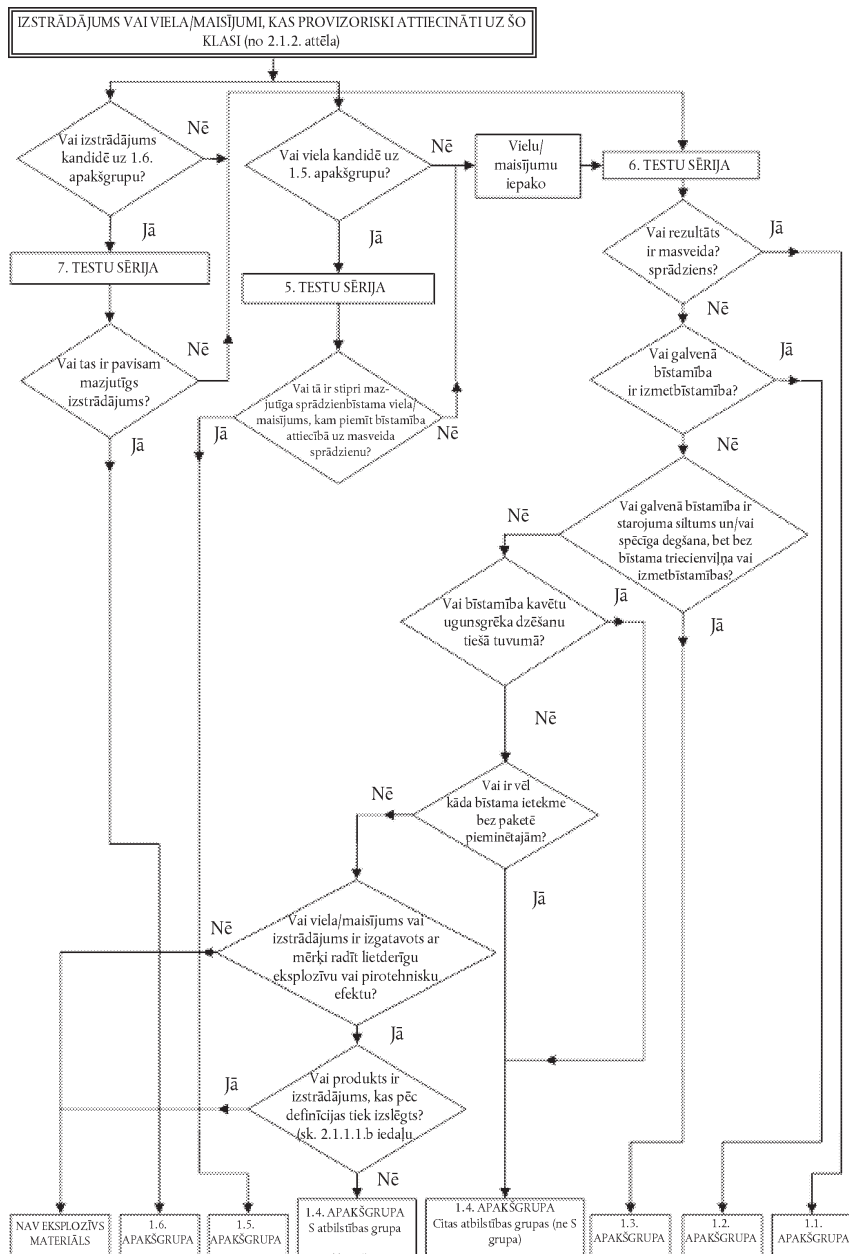 IZSTRĀDĀJUMS VAI VIELA/MAISĪJUMI, KAS PROVIZORISKI ATTIECINĀTI UZ ŠO
KLASI (no 2.1.2. attēla)
Nē
Vai izstrādājums
kandidē uz 1.6.
apakšgrupu?
Jā
7. TESTU SĒRIJA
Nē
Vai tas ir pavisam
mazjutīgs
izstrādājums?
Jā
Nē
Vai viela kandidē uz
1.5. apakšgrupu?
Jā
5. TESTU SĒRIJA
Vai tā ir stipri maz-
jutīga sprādzienbīstama viela/
maisījums, kam piemīt bīstamība
attiecībā uz masveida
sprādzienu?
Jā
Nē
Vielu/
maisījumu
iepako
6. TESTU SĒRIJA
Vai rezultāts
ir masveida?
sprādziens?
Jā
Nē
Vai galvenā
bīstamība
ir izmetbīstamība?
Jā
Nē
Vai galvenā bīstamība ir
starojuma siltums un/vai
spēcīga degšana, bet bez
bīstama triecienviļņa vai
izmetbīstamības?
Nē
Jā
Vai bīstamība kavētu
ugunsgrēka dzēšanu
tiešā tuvumā?
Jā
Nē
Vai ir vēl
kāda bīstama ietekme
bez paketē
pieminētajām?
Nē
Jā
Vai viela/maisījums vai
izstrādājums ir izgatavots ar
mērķi radīt lietderīgu
eksplozīvu vai pirotehnisku
efektu?
Nē
Jā
Vai produkts ir
izstrādājums, kas pēc
definīcijas tiek izslēgts?
(sk. 2.1.1.1.b iedaļu
Jā
Nē
NAV EKSPLOZĪVS
MATERIĀLS
1.6.
APAKŠGRUPA
1.5.
APAKŠGRUPA
1.4. APAKŠGRUPA
S atbilstības grupa
1.4. APAKŠGRUPA
Citas atbilstības grupas (ne S
grupa)
1.3.
APAKŠGRUPA
1.2.
APAKŠGRUPA
1.1.
APAKŠGRUPA